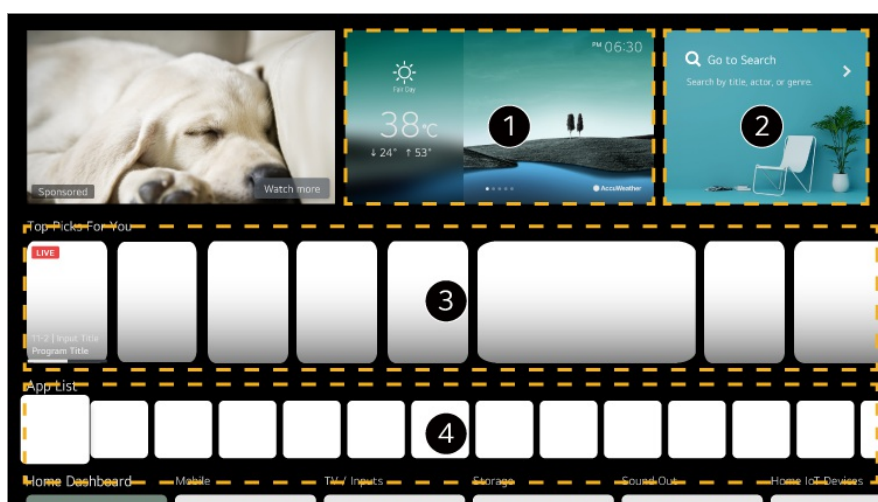 Sponsored
Watch more
Fair Day
38°C
↓ 24° ↑ 53°
PM 06:30
1
AccuWeather
Go to Search
Search by title, actor, or genre.
2
Top Picks For You
LIVE
11-2 | Input Title
Program Title
3
App List
4
Home Dashboard Mobile TV / Inputs Storage Sound Out Home IoT Devices